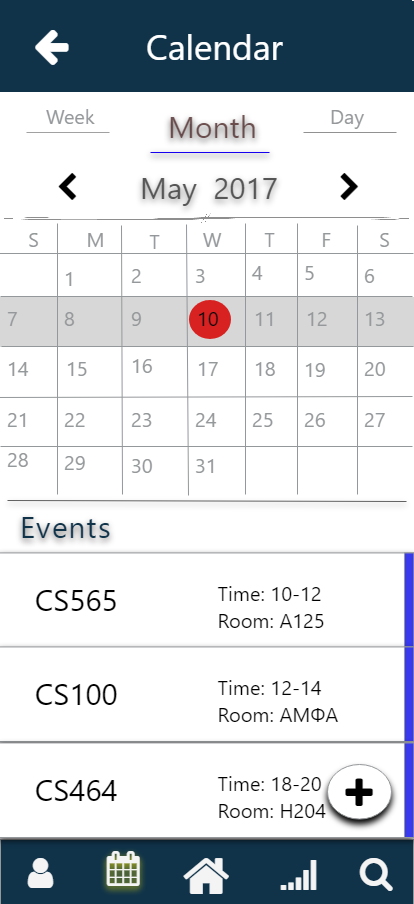 Calendar
Week Month Day
May 2017
S M T W T F S
1 2 3 4 5 6
7 8 9 10 11 12 13
14 15 16 17 18 19 20
21 22 23 24 25 26 27
28 29 30 31
Events
CS565
Time: 10-12
Room: A125
CS100
Time: 12-14
Room: ΑΜΦΑ
CS464
Time: 18-20
Room: H204